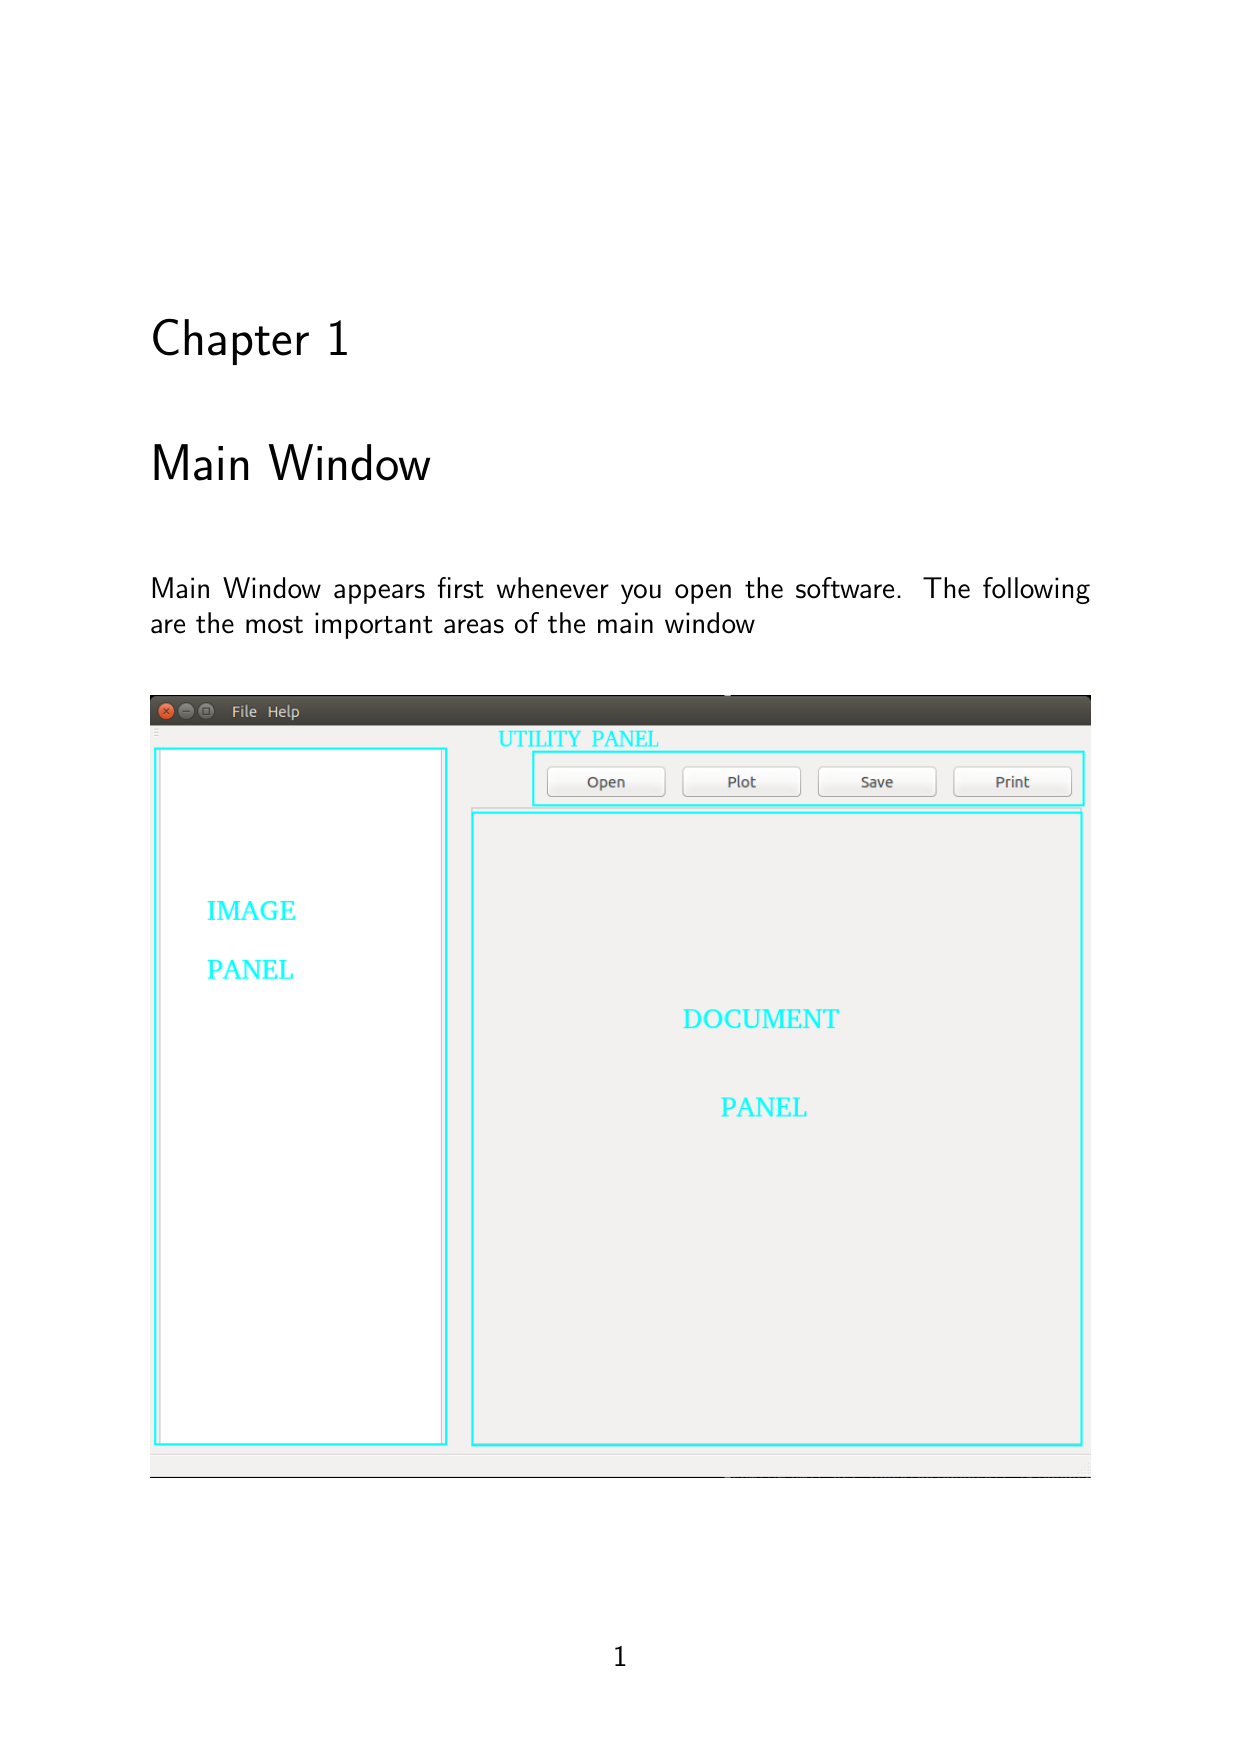 Chapter 1
Main Window
Main Window appears first whenever you open the software. The following
are the most important areas of the main window
File Help
UTILITY PANEL
Open Plot Save Print
IMAGE
PANEL
DOCUMENT
PANEL
1